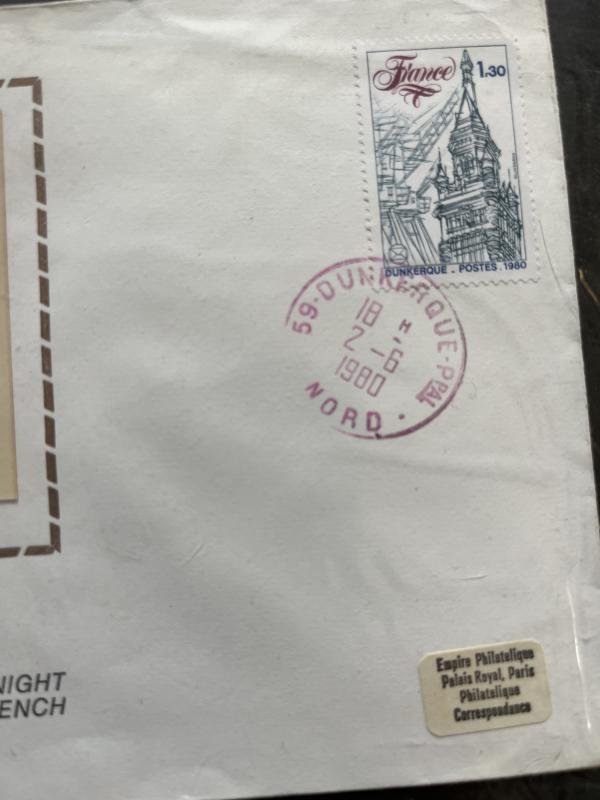 France 1,30
DUNKERQUE - POSTES 1980
59-DUNKERQUE-PPAL
18 H
2-6
1980
NORD
Empire Philatelique
Palais Royal, Paris
Philatelique
Correspondance
NIGHT
ENCH